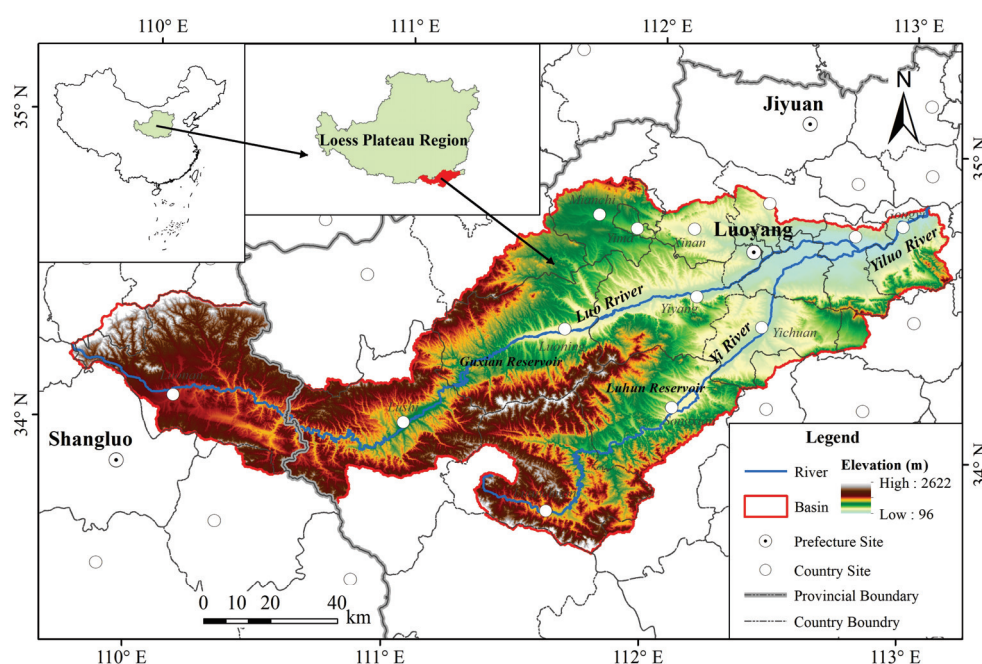 110° E
111° E
112° E
113° E
35° N
35° N
34° N
34° N
N
Loess Plateau Region
Jiyuan
Mianchi
Yima
Xinan
Luoyang
Gongyi
Yiluo River
Luo Rriver
Yiyang
Yi River
Yichuan
Luoning
Guxian Reservoir
Luhun Reservoir
Lushi
Shangluo
Legend
River
Elevation (m)
High : 2622
Low : 96
Basin
Prefecture Site
Country Site
Provincial Boundary
Country Boundry
0 10 20 40
km
110° E
111° E
112° E
113° E